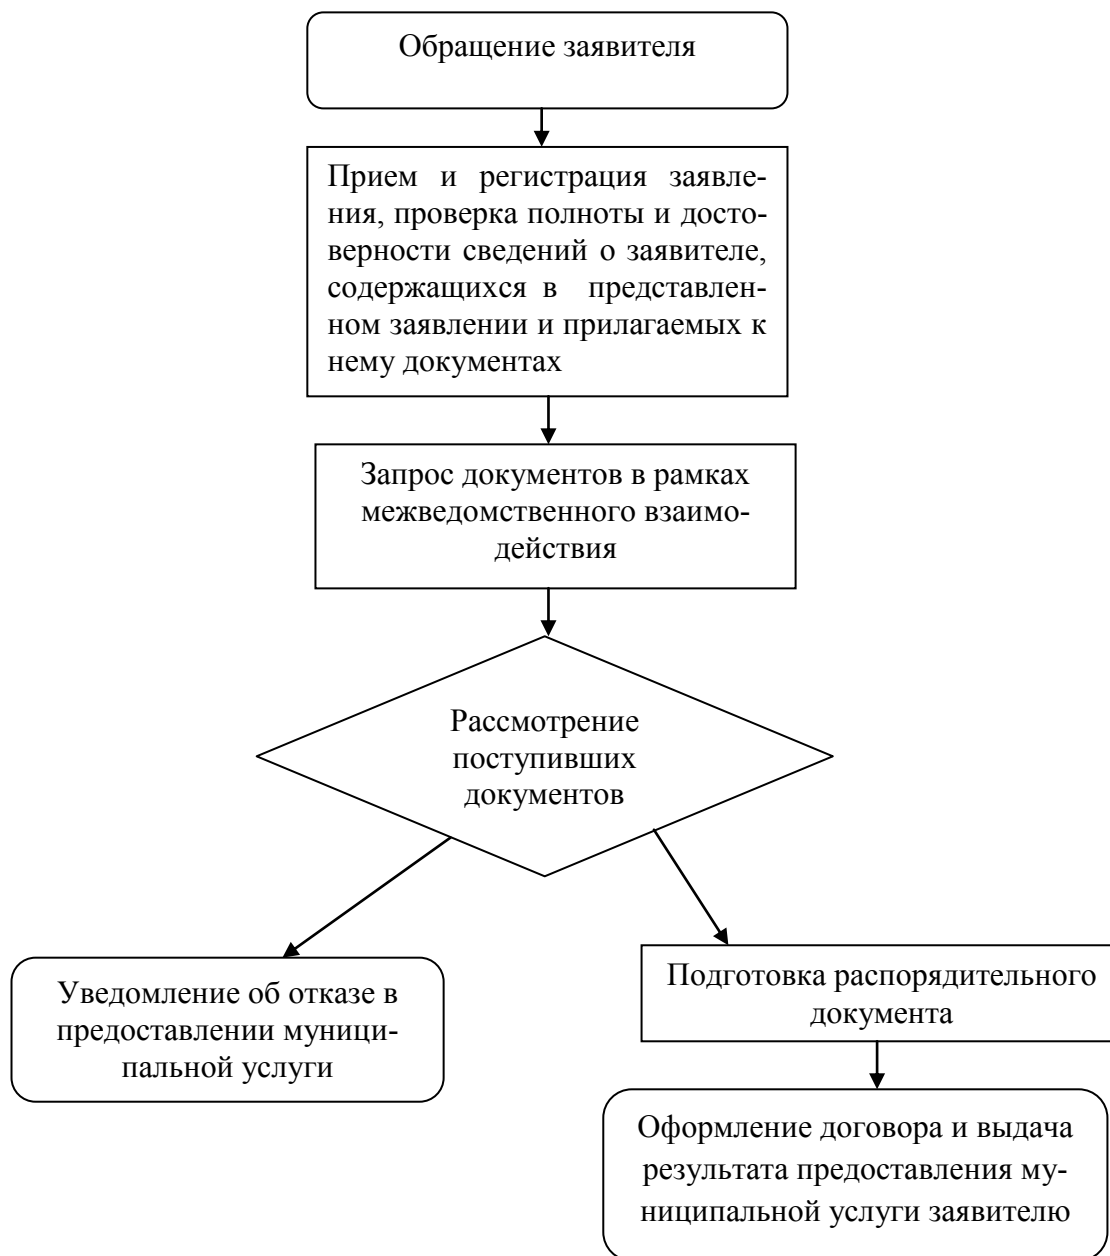 Обращение заявителя
Прием и регистрация заявле-
ния, проверка полноты и досто-
верности сведений о заявителе,
содержащихся в представлен-
ном заявлении и прилагаемых к
нему документах
Запрос документов в рамках
межведомственного взаимо-
действия
Рассмотрение
поступивших
документов
Уведомление об отказе в
предоставлении муници-
пальной услуги
Подготовка распорядительного
документа
Оформление договора и выдача
результата предоставления му-
ниципальной услуги заявителю